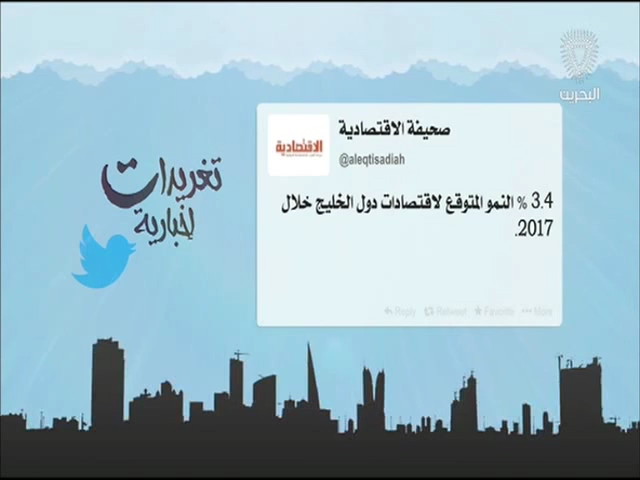 البحرين
صحيفة الاقتصادية
الاقتصادية
@aleqtisadiah
تغريدات
إخبارية
3.4 % النمو المتوقع لاقتصادات دول الخليج خلال
2017.
Reply Retweet Favorite More